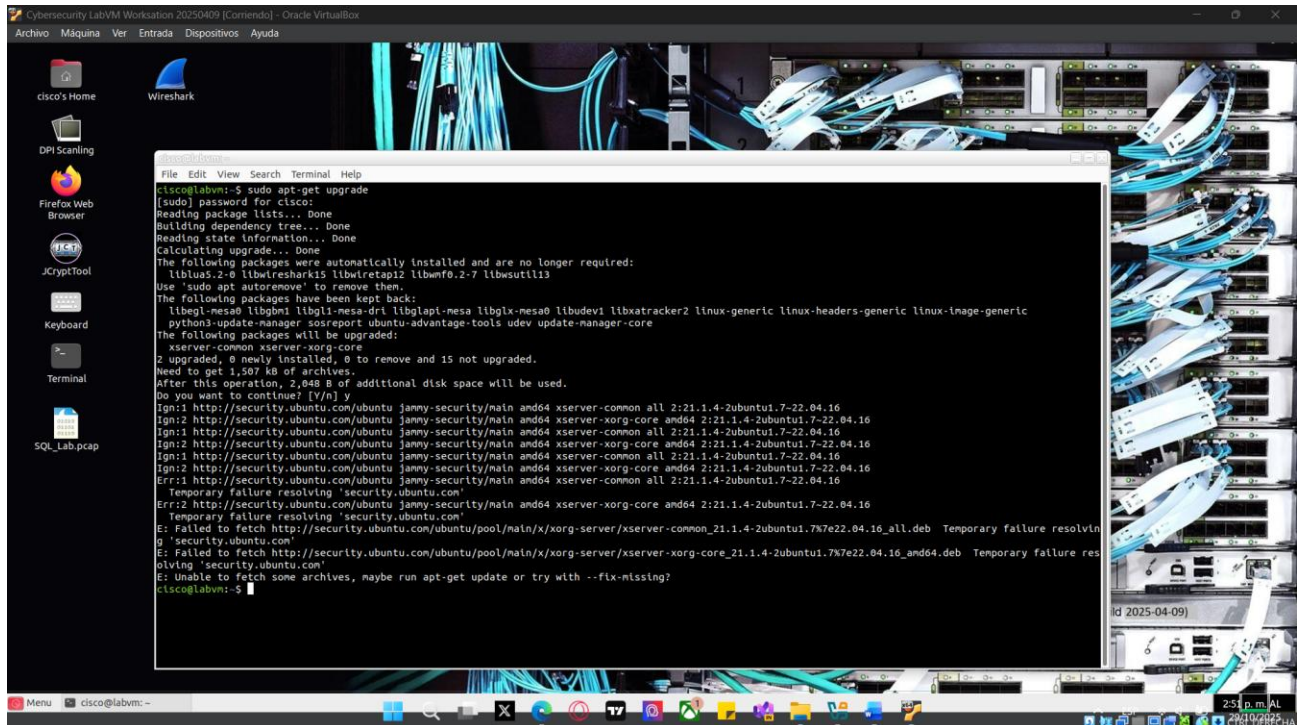 Cybersecurity LabVM Worksation 20250409 [Corriendo] - Oracle VirtualBox
Archivo Máquina Ver Entrada Dispositivos Ayuda
cisco's Home
Wireshark
DPI Scanling
Firefox Web
Browser
JCrypTool
Keyboard
Terminal
SQL_Lab.pcap
cisco@labvm: ~
File Edit View Search Terminal Help
cisco@labvm:~$ sudo apt-get upgrade
[sudo] password for cisco:
Reading package lists... Done
Building dependency tree... Done
Reading state information... Done
Calculating upgrade... Done
The following packages were automatically installed and are no longer required:
liblua5.2-0 libwireshark15 libwiretap12 libwmf0.2-7 libwsutil13
Use 'sudo apt autoremove' to remove them.
The following packages have been kept back:
libegl-mesa0 libgbm1 libgl1-mesa-dri libglapi-mesa libglx-mesa0 libudev1 libxatracker2 linux-generic linux-headers-generic linux-image-generic
python3-update-manager sosreport ubuntu-advantage-tools udev update-manager-core
The following packages will be upgraded:
xserver-common xserver-xorg-core
2 upgraded, 0 newly installed, 0 to remove and 15 not upgraded.
Need to get 1,507 kB of archives.
After this operation, 2,048 B of additional disk space will be used.
Do you want to continue? [Y/n] y
Ign:1 http://security.ubuntu.com/ubuntu jammy-security/main amd64 xserver-common all 2:21.1.4-2ubuntu1.7~22.04.16
Ign:2 http://security.ubuntu.com/ubuntu jammy-security/main amd64 xserver-xorg-core amd64 2:21.1.4-2ubuntu1.7~22.04.16
Ign:1 http://security.ubuntu.com/ubuntu jammy-security/main amd64 xserver-common all 2:21.1.4-2ubuntu1.7~22.04.16
Ign:2 http://security.ubuntu.com/ubuntu jammy-security/main amd64 xserver-xorg-core amd64 2:21.1.4-2ubuntu1.7~22.04.16
Ign:1 http://security.ubuntu.com/ubuntu jammy-security/main amd64 xserver-common all 2:21.1.4-2ubuntu1.7~22.04.16
Ign:2 http://security.ubuntu.com/ubuntu jammy-security/main amd64 xserver-xorg-core amd64 2:21.1.4-2ubuntu1.7~22.04.16
Err:1 http://security.ubuntu.com/ubuntu jammy-security/main amd64 xserver-common all 2:21.1.4-2ubuntu1.7~22.04.16
Temporary failure resolving 'security.ubuntu.com'
Err:2 http://security.ubuntu.com/ubuntu jammy-security/main amd64 xserver-xorg-core amd64 2:21.1.4-2ubuntu1.7~22.04.16
Temporary failure resolving 'security.ubuntu.com'
E: Failed to fetch http://security.ubuntu.com/ubuntu/pool/main/x/xorg-server/xserver-common_21.1.4-2ubuntu1.7%7e22.04.16_all.deb Temporary failure resolvin
g 'security.ubuntu.com'
E: Failed to fetch http://security.ubuntu.com/ubuntu/pool/main/x/xorg-server/xserver-xorg-core_21.1.4-2ubuntu1.7%7e22.04.16_amd64.deb Temporary failure res
olving 'security.ubuntu.com'
E: Unable to fetch some archives, maybe run apt-get update or try with --fix-missing?
cisco@labvm:~$
ld 2025-04-09)
Menu cisco@labvm: ~
2:51 p. m.
29/10/2025